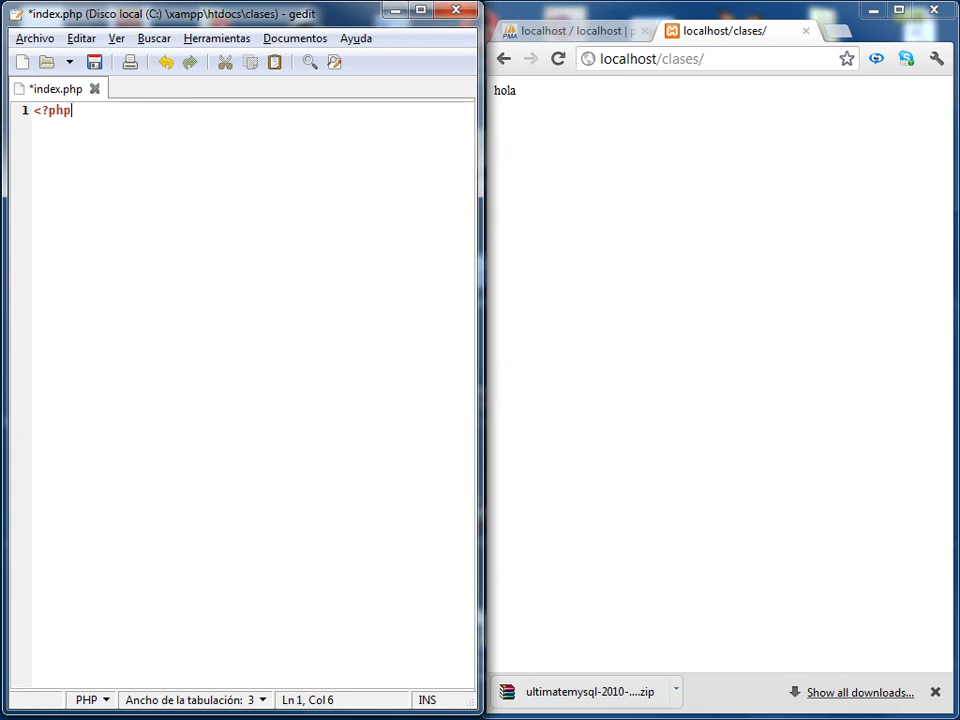 *index.php (Disco local (C:) \xampp\htdocs\clases) - gedit
Archivo Editar Ver Buscar Herramientas Documentos Ayuda
*index.php
1 <?php
PHP Ancho de la tabulación: 3 Ln 1, Col 6 INS
PMA localhost / localhost | p
localhost/clases/
localhost/clases/
hola
ultimatemysql-2010-....zip
Show all downloads...